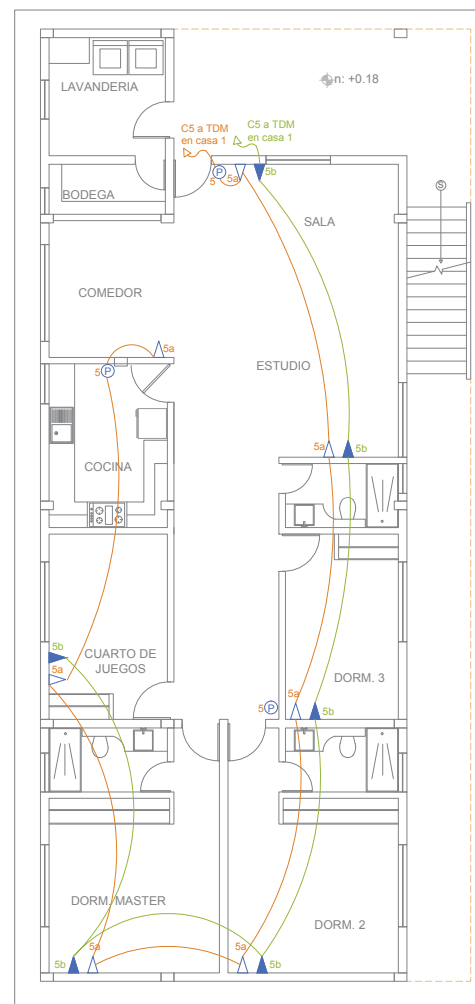 LAVANDERIA
n: +0.18
C5 a TDM
en casa 1
C5 a TDM
en casa 1
P
5
5a
5b
S
BODEGA
SALA
COMEDOR
5a
5
P
ESTUDIO
5a
5b
COCINA
5b
CUARTO DE
JUEGOS
5a
DORM. 3
5
P
5a
5b
DORM. MASTER
DORM. 2
5b
5a
5a
5b